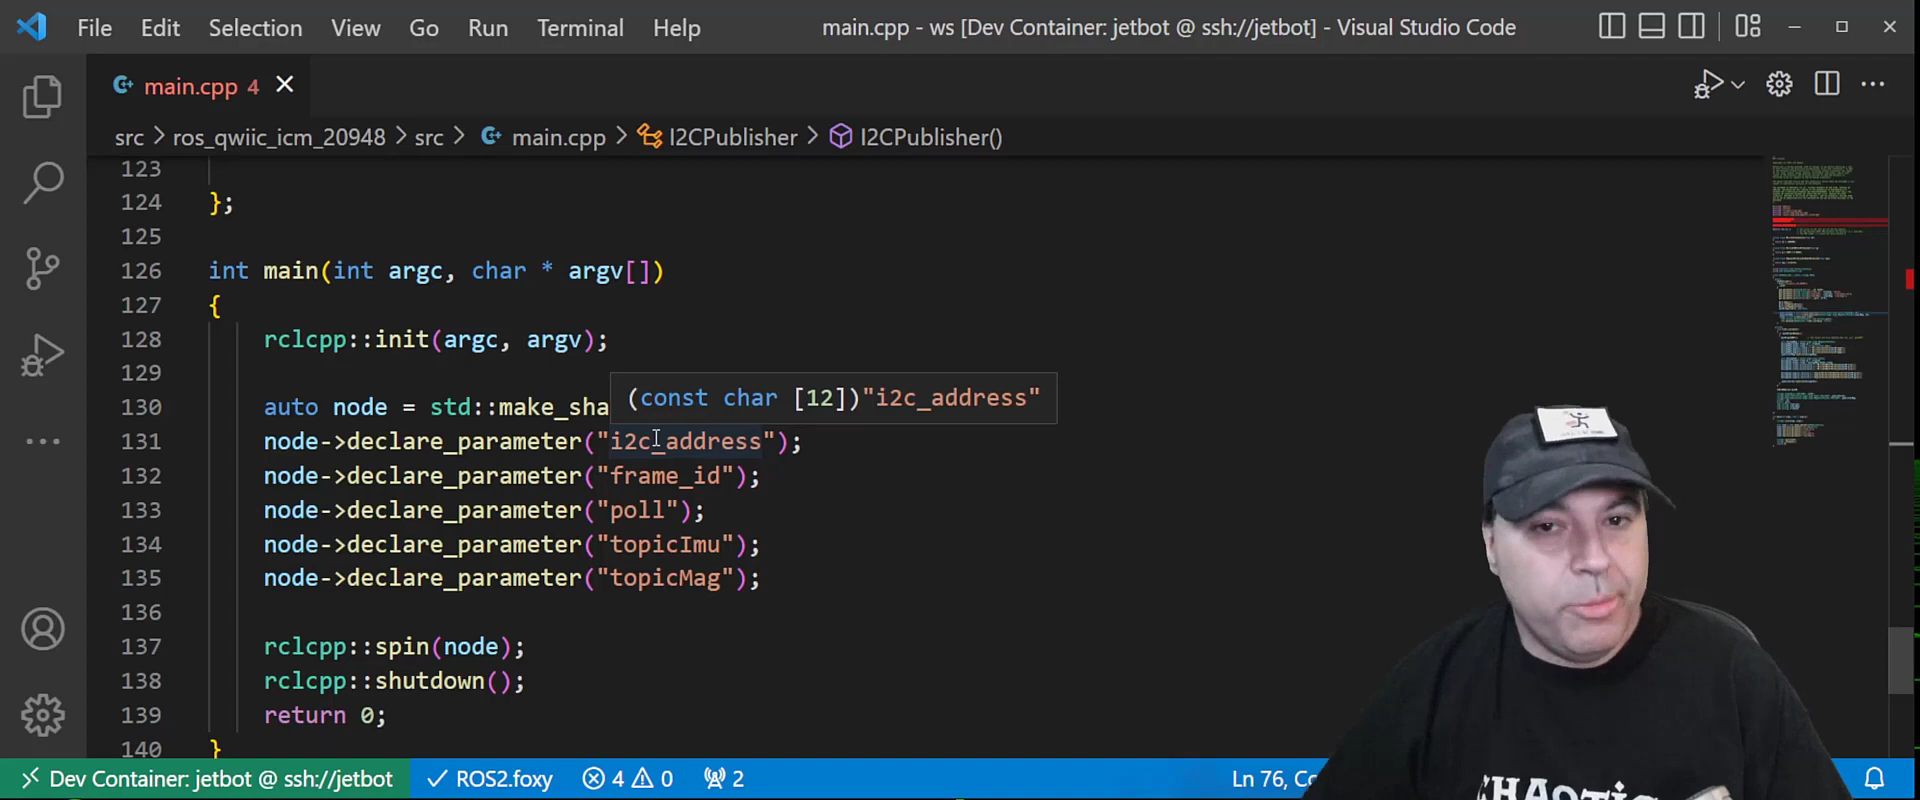 File Edit Selection View Go Run Terminal Help main.cpp - ws [Dev Container: jetbot @ ssh://jetbot] - Visual Studio Code
main.cpp 4
src > ros_qwiic_icm_20948 > src > main.cpp > I2CPublisher > I2CPublisher()
123
124 };
125
126 int main(int argc, char * argv[])
127 {
128 rclcpp::init(argc, argv);
129
(const char [12])"i2c_address"
130 auto node = std::make_sha
131 node->declare_parameter("i2c_address");
132 node->declare_parameter("frame_id");
133 node->declare_parameter("poll");
134 node->declare_parameter("topicImu");
135 node->declare_parameter("topicMag");
136
137 rclcpp::spin(node);
138 rclcpp::shutdown();
139 return 0;
140 }
Dev Container: jetbot @ ssh://jetbot ROS2.foxy 4 0 2 Ln 76, Co